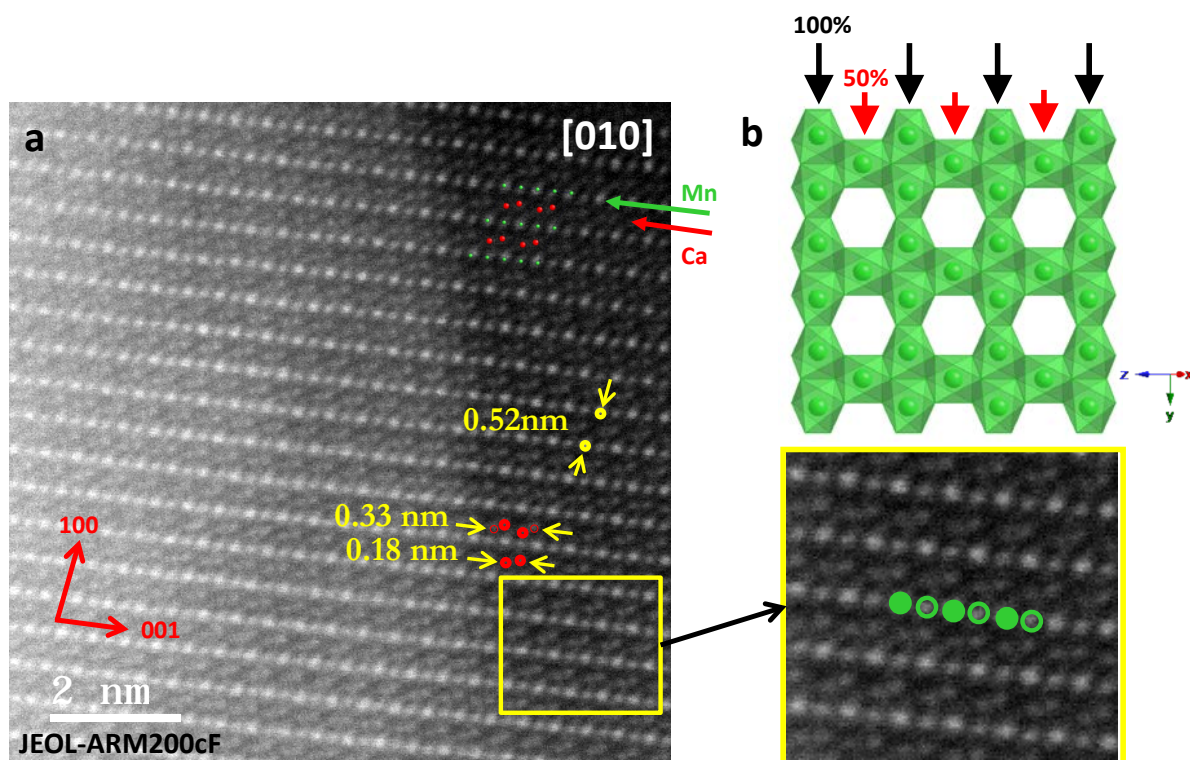 100%
50%
a
[010]
b
Mn
Ca
0.52nm
0.33 nm
0.18 nm
100
001
2 nm
JEOL-ARM200cF
z
x
y